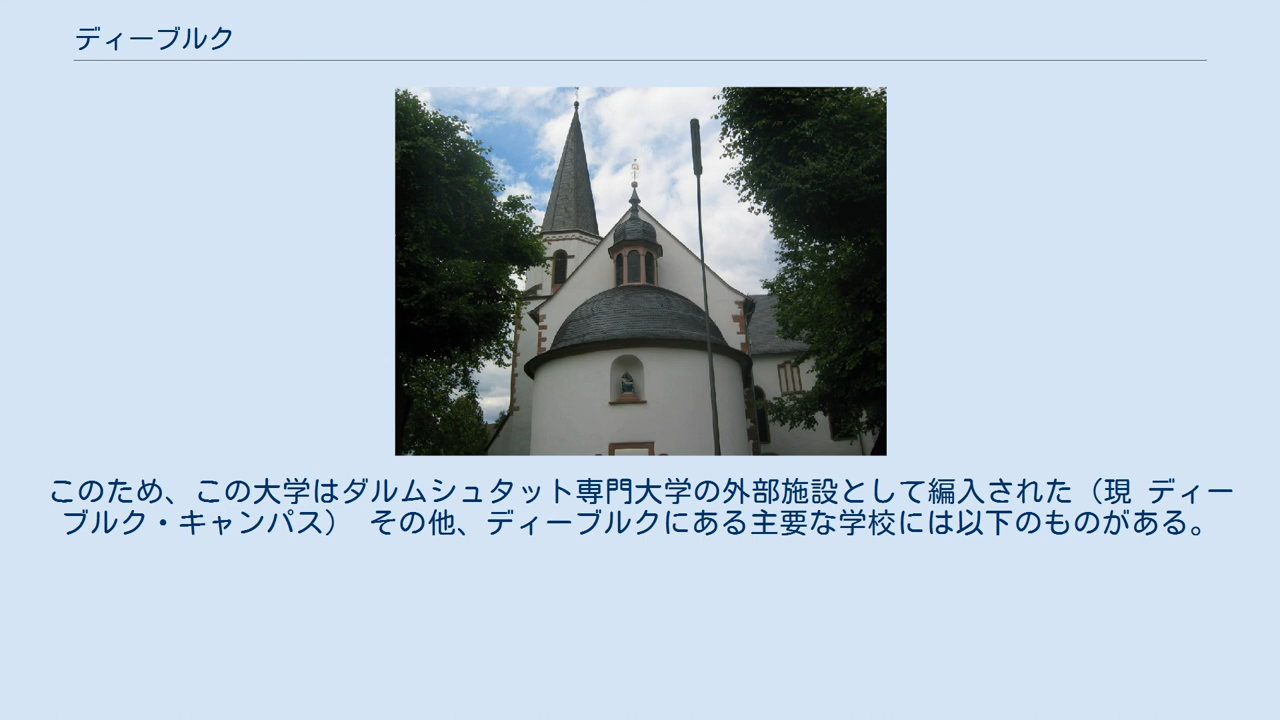 ディーブルク
このため、この大学はダルムシュタット専門大学の外部施設として編入された（現 ディー
ブルク・キャンパス） その他、ディーブルクにある主要な学校には以下のものがある。